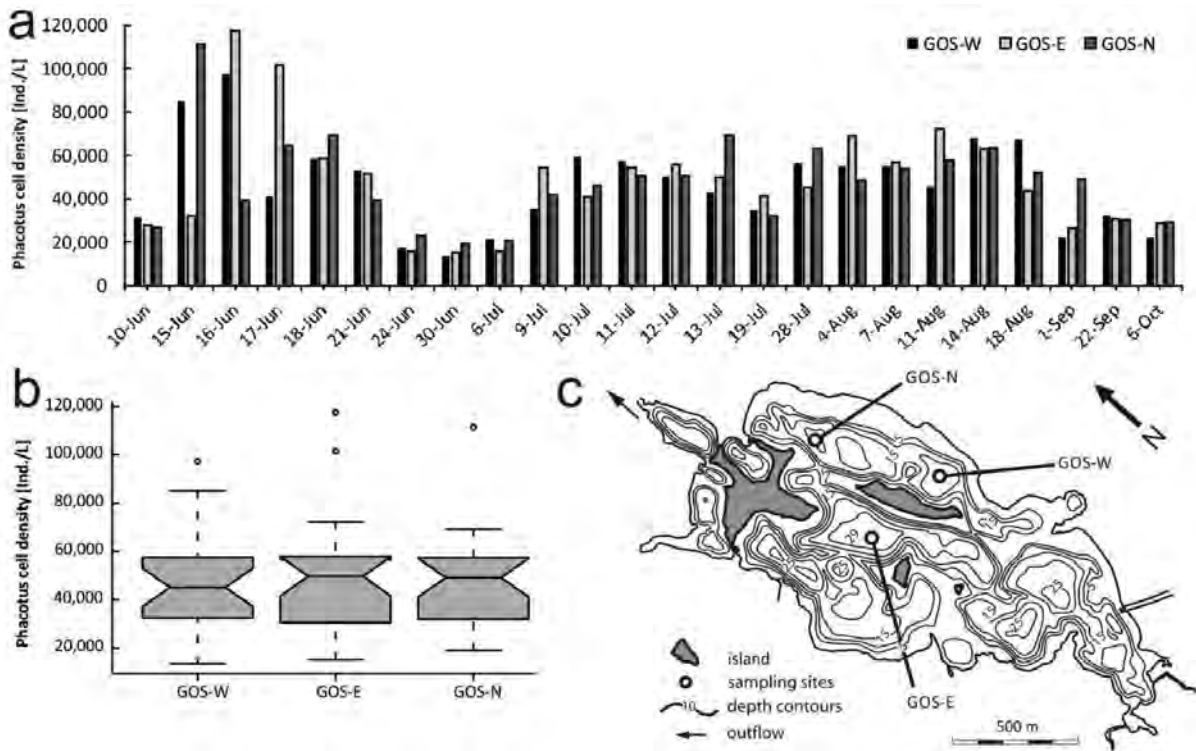 a
Phacotus cell density [Ind./L]
120,000
100,000
80,000
60,000
40,000
20,000
0
GOS-W GOS-E GOS-N
10-Jun 15-Jun 16-Jun 17-Jun 18-Jun 21-Jun 24-Jun 30-Jun 6-Jul 9-Jul 10-Jul 11-Jul 12-Jul 13-Jul 19-Jul 28-Jul 4-Aug 7-Aug 11-Aug 14-Aug 18-Aug 1-Sep 22-Sep 6-Oct
b
Phacotus cell density [Ind./L]
120,000
100,000
80,000
60,000
40,000
20,000
GOS-W GOS-E GOS-N
c
GOS-N
N
GOS-W
GOS-E
island
sampling sites
10 depth contours
outflow
500 m